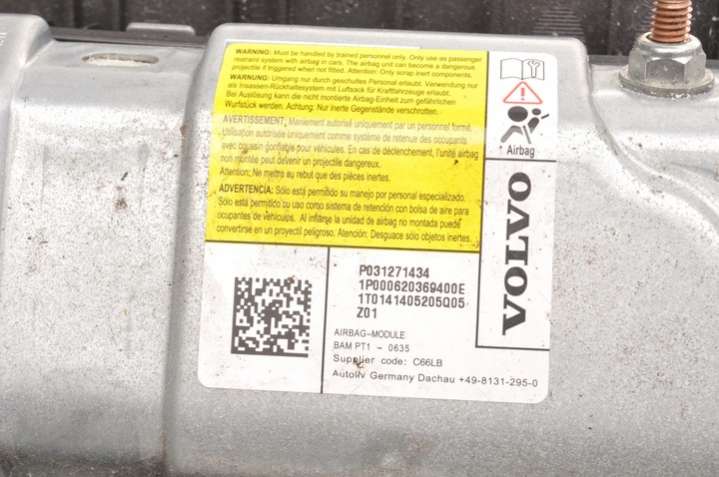 WARNING: Must be handled by trained personnel only. Only use as passenger
restraint system with airbag in cars. The airbag unit can become a dangerous
projectile if triggered when not fitted. Attention: Only scrap inert components.
WARNUNG: Umgang nur durch geschultes Personal erlaubt. Verwendung nur
als Insassen-Rückhaltesystem mit Luftsack für Kraftfahrzeuge erlaubt.
Bei Auslösung kann die nicht montierte Airbag-Einheit zum gefährlichen
Wurfstück werden. Achtung: Nur inerte Gegenstände verschrotten.
AVERTISSEMENT: Maniement autorisé uniquement par un personnel formé.
Utilisation autorisée uniquement comme système de retenue des occupants
avec coussin gonflable pour véhicules. En cas de déclenchement, l'unité airbag
non montée peut devenir un projectile dangereux.
Attention: Ne mettre au rebut que des pièces inertes.
ADVERTENCIA: Sólo está permitido su manejo por personal especializado.
Sólo está permitido su uso como sistema de retención con bolsa de aire para
ocupantes de vehículos. Al inflarse la unidad de airbag no montada puede
convertirse en un proyectil peligroso. Atención: Desguace sólo objetos inertes.
Airbag
VOLVO
P031271434
1P000620369400E
1T0141405205Q05
Z01
AIRBAG-MODULE
BAM PT1 - 0635
Supplier code: C66LB
Autoliv Germany Dachau +49-8131-295-0